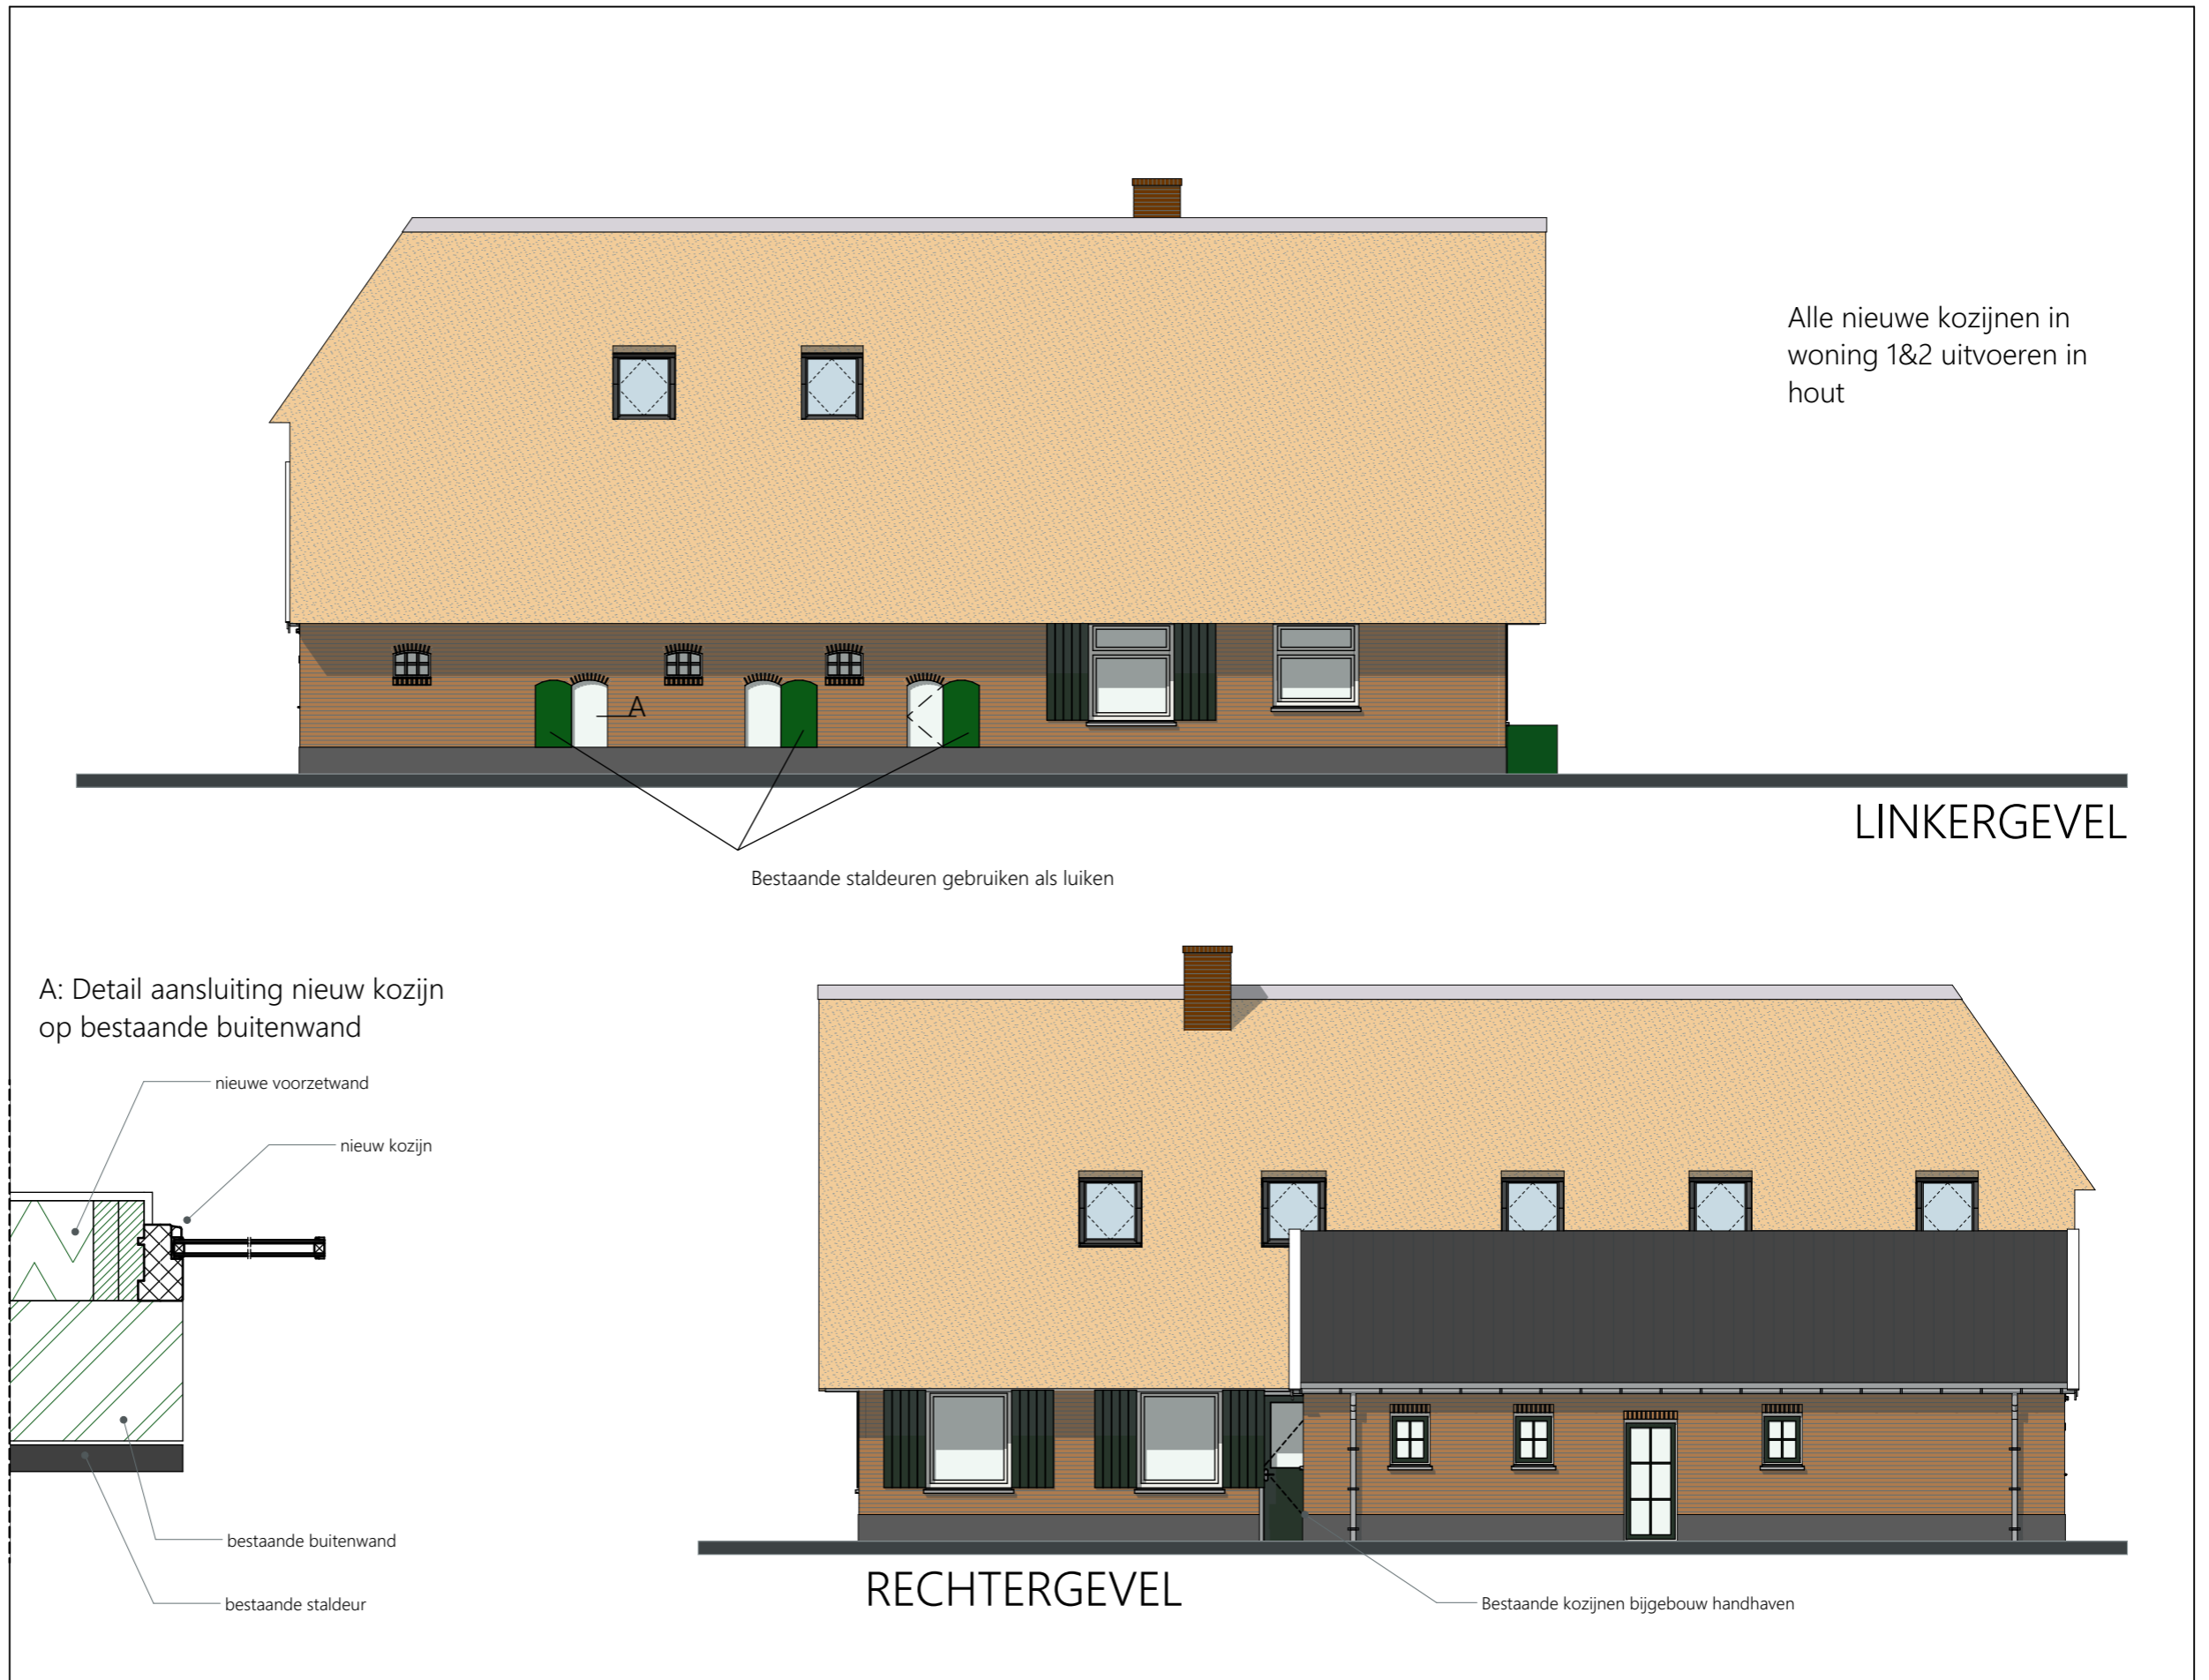 Alle nieuwe kozijnen in
woning 1&2 uitvoeren in
hout
A
LINKERGEVEL
Bestaande staldeuren gebruiken als luiken
A: Detail aansluiting nieuw kozijn
op bestaande buitenwand
nieuwe voorzetwand
nieuw kozijn
bestaande buitenwand
bestaande staldeur
RECHTERGEVEL
Bestaande kozijnen bijgebouw handhaven